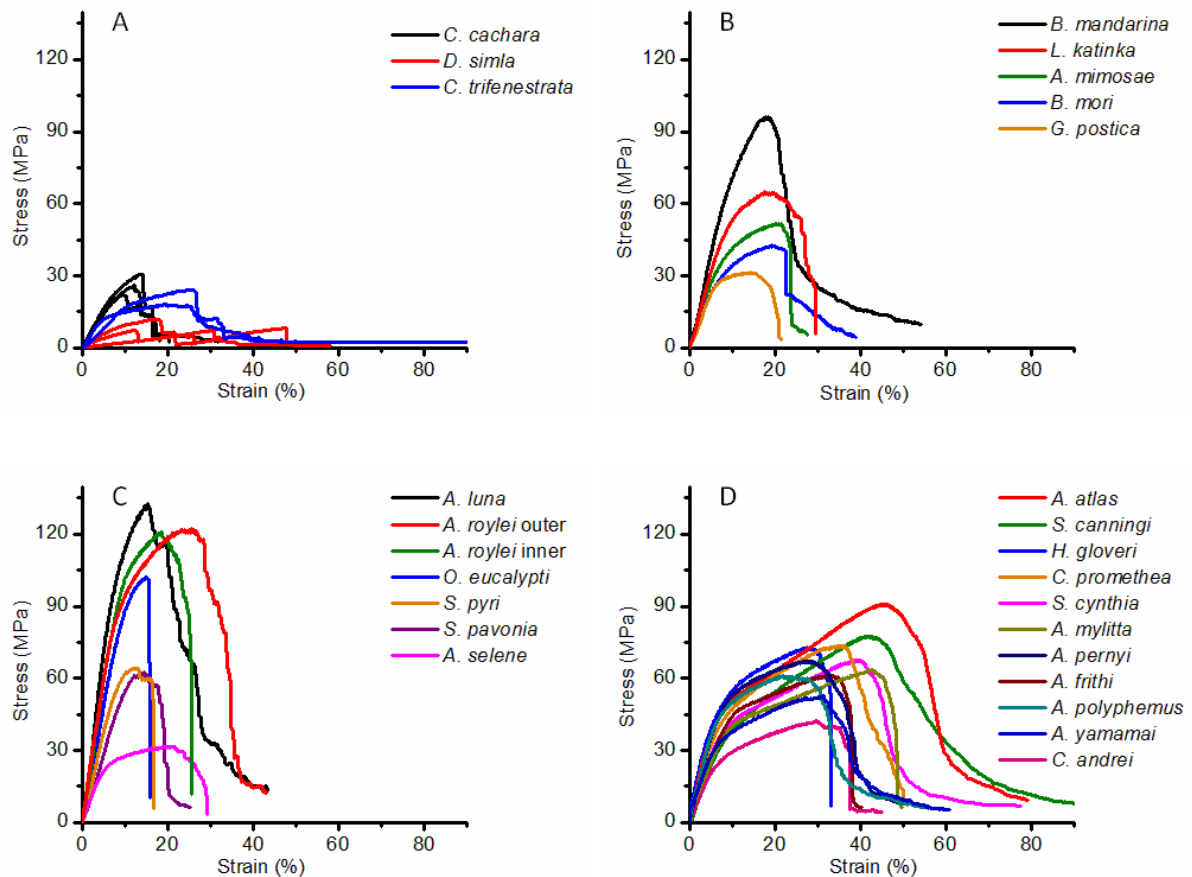 A
C. cachara
D. simla
C. trifenestrata
120
90
60
30
0
Stress (MPa)
0 20 40 60 80
Strain (%)
B
B. mandarina
L. katinka
A. mimosae
B. mori
G. postica
120
90
60
30
0
Stress (MPa)
0 20 40 60 80
Strain (%)
C
A. luna
A. roylei outer
A. roylei inner
O. eucalypti
S. pyri
S. pavonia
A. selene
120
90
60
30
0
Stress (MPa)
0 20 40 60 80
Strain (%)
D
A. atlas
S. canningi
H. gloveri
C. promethea
S. cynthia
A. mylitta
A. pernyi
A. frithi
A. polyphemus
A. yamamai
C. andrei
120
90
60
30
0
Stress (MPa)
0 20 40 60 80
Strain (%)